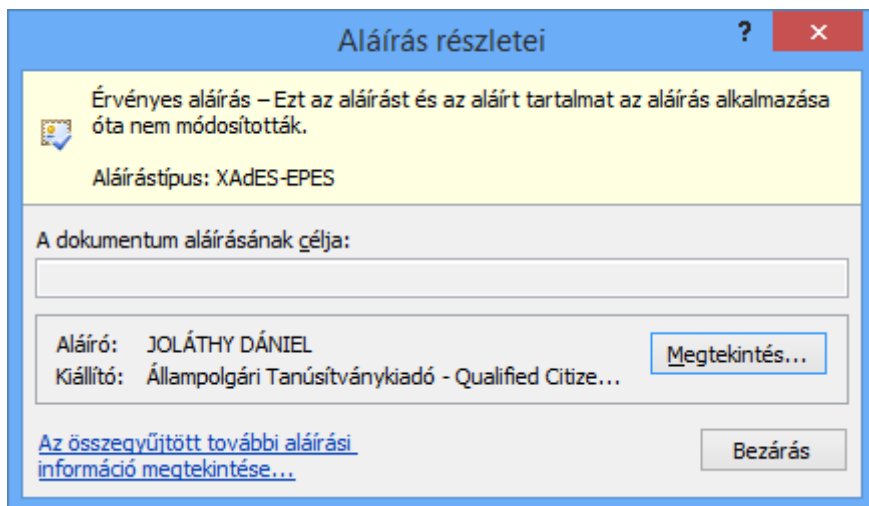 Aláírás részletei
?
×
Érvényes aláírás – Ezt az aláírást és az aláírt tartalmat az aláírás alkalmazása
óta nem módosították.
Aláírástípus: XAdES-EPES
A dokumentum aláírásának célja:
Aláíró: JOLÁTHY DÁNIEL
Kiállító: Állampolgári Tanúsítványkiadó - Qualified Citize...
Megtekintés...
Az összegyűjtött további aláírási
információ megtekintése...
Bezárás